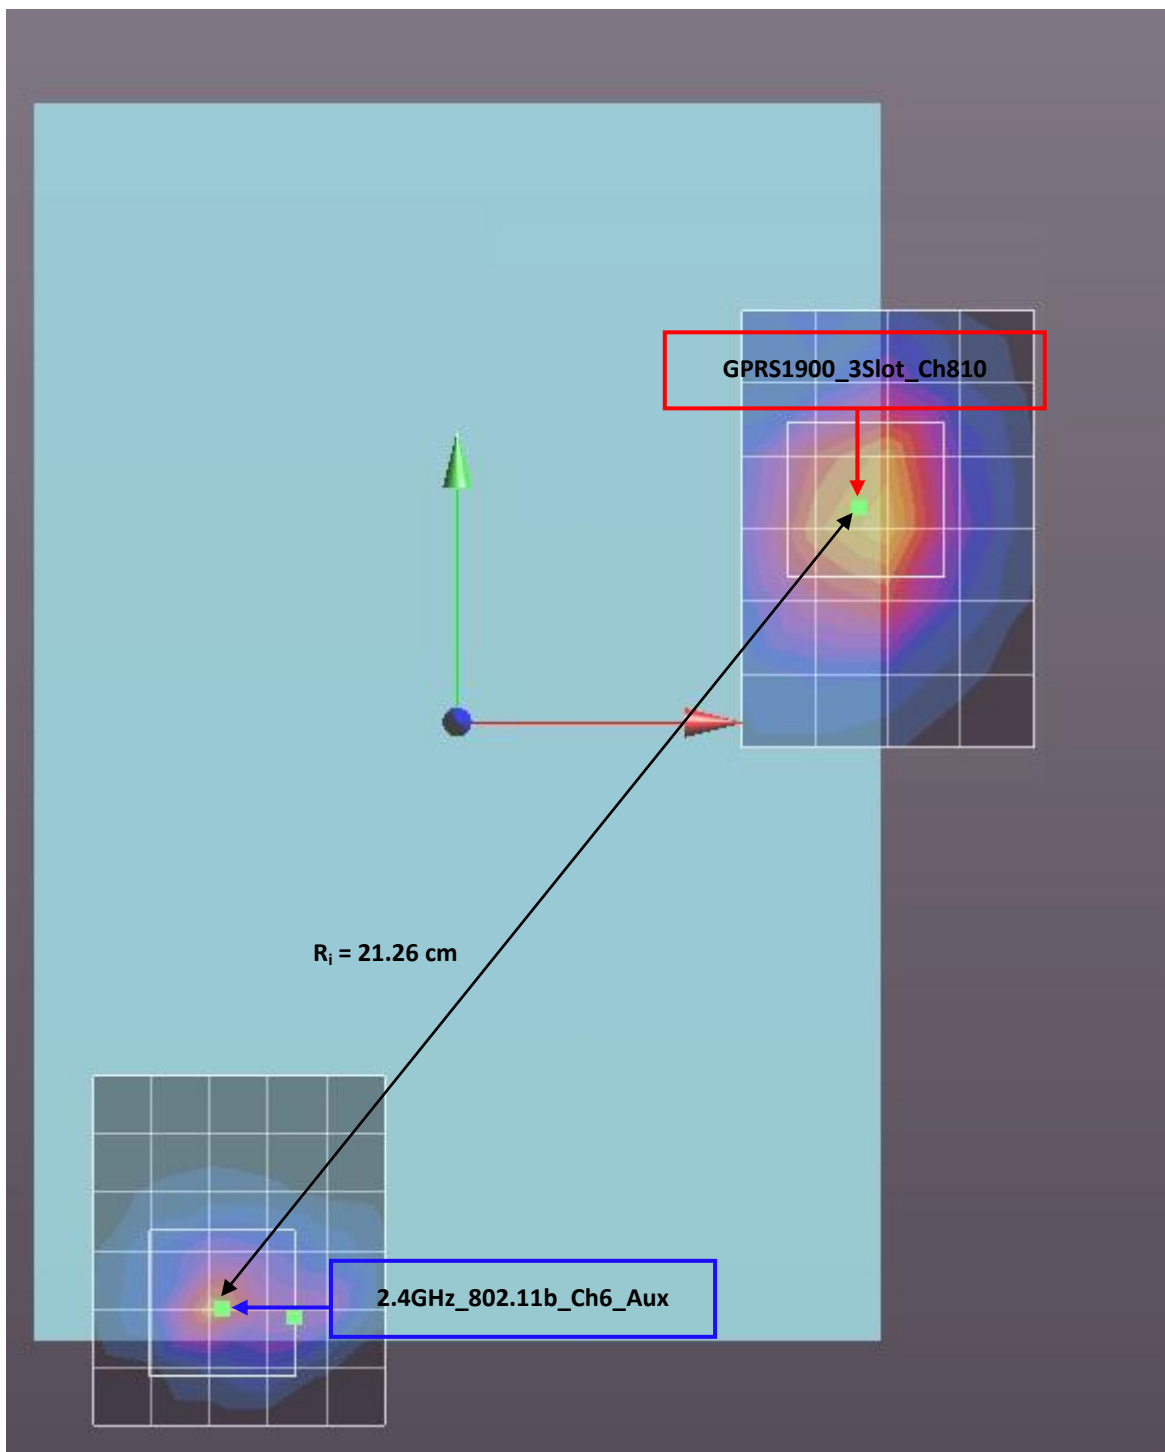 GPRS1900_3Slot_Ch810
Rᵢ = 21.26 cm
2.4GHz_802.11b_Ch6_Aux